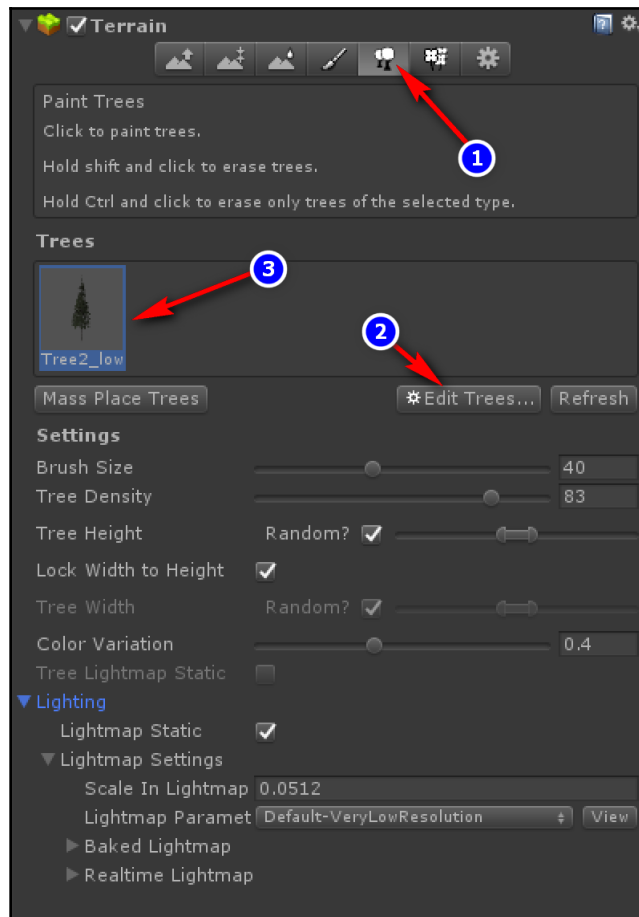 Terrain
1
Paint Trees
Click to paint trees.
Hold shift and click to erase trees.
Hold Ctrl and click to erase only trees of the selected type.
Trees
3
2
Tree2_low
Mass Place Trees Edit Trees... Refresh
Settings
Brush Size 40
Tree Density 83
Tree Height Random?
Lock Width to Height
Tree Width Random?
Color Variation 0.4
Tree Lightmap Static
Lighting
Lightmap Static
Lightmap Settings
Scale In Lightmap 0.0512
Lightmap Paramet Default-VeryLowResolution View
Baked Lightmap
Realtime Lightmap